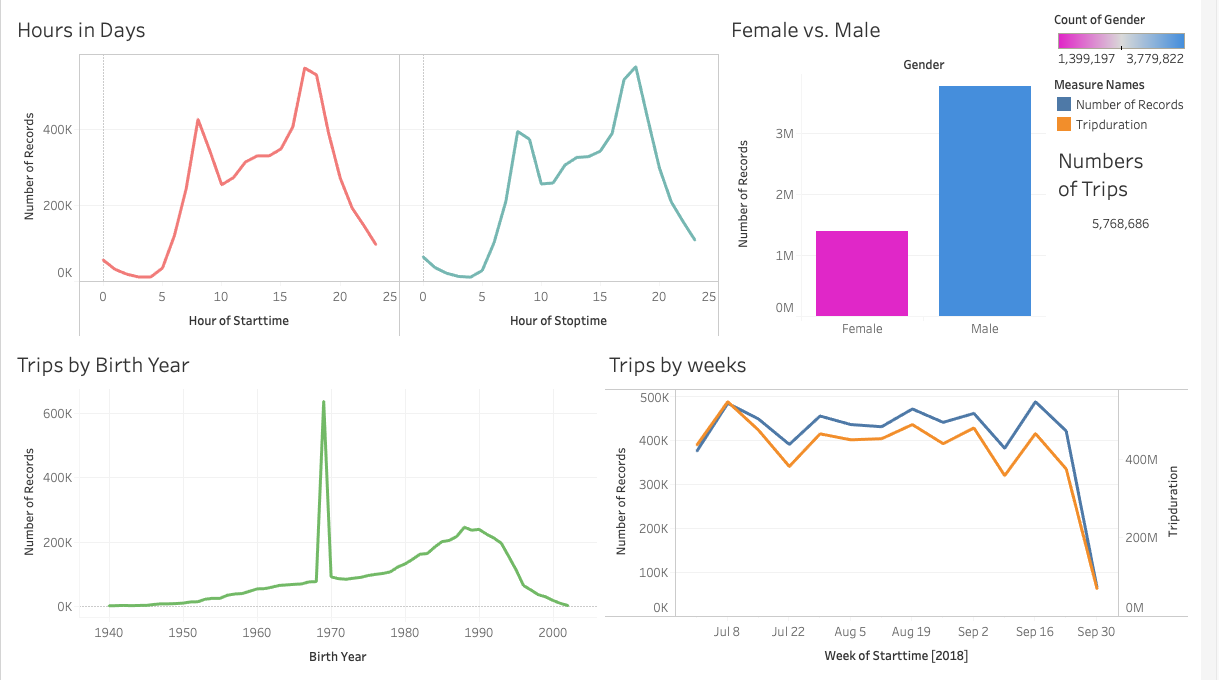 Hours in Days
Number of Records
400K
200K
0K
0 5 10 15 20 25
0 5 10 15 20 25
Hour of Starttime
Hour of Stoptime
Female vs. Male
Gender
Number of Records
3M
2M
1M
0M
Female Male
Count of Gender
1,399,197 3,779,822
Measure Names
Number of Records
Tripduration
Numbers
of Trips
5,768,686
Trips by Birth Year
Number of Records
600K
400K
200K
0K
1940 1950 1960 1970 1980 1990 2000
Birth Year
Trips by weeks
Number of Records
500K
400K
300K
200K
100K
0K
400M
200M
0M
Tripduration
Jul 8 Jul 22 Aug 5 Aug 19 Sep 2 Sep 16 Sep 30
Week of Starttime [2018]